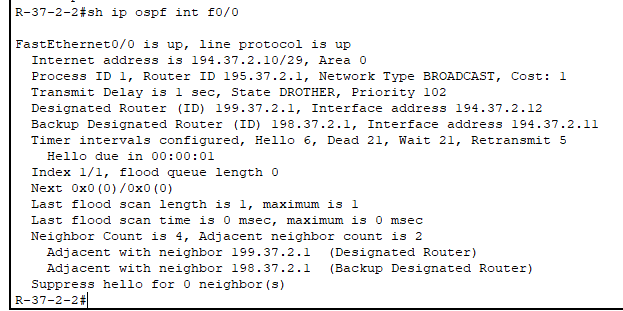 R-37-2-2#sh ip ospf int f0/0
FastEthernet0/0 is up, line protocol is up
Internet address is 194.37.2.10/29, Area 0
Process ID 1, Router ID 195.37.2.1, Network Type BROADCAST, Cost: 1
Transmit Delay is 1 sec, State DROTHER, Priority 102
Designated Router (ID) 199.37.2.1, Interface address 194.37.2.12
Backup Designated Router (ID) 198.37.2.1, Interface address 194.37.2.11
Timer intervals configured, Hello 6, Dead 21, Wait 21, Retransmit 5
Hello due in 00:00:01
Index 1/1, flood queue length 0
Next 0x0(0)/0x0(0)
Last flood scan length is 1, maximum is 1
Last flood scan time is 0 msec, maximum is 0 msec
Neighbor Count is 4, Adjacent neighbor count is 2
Adjacent with neighbor 199.37.2.1  (Designated Router)
Adjacent with neighbor 198.37.2.1  (Backup Designated Router)
Suppress hello for 0 neighbor(s)
R-37-2-2#